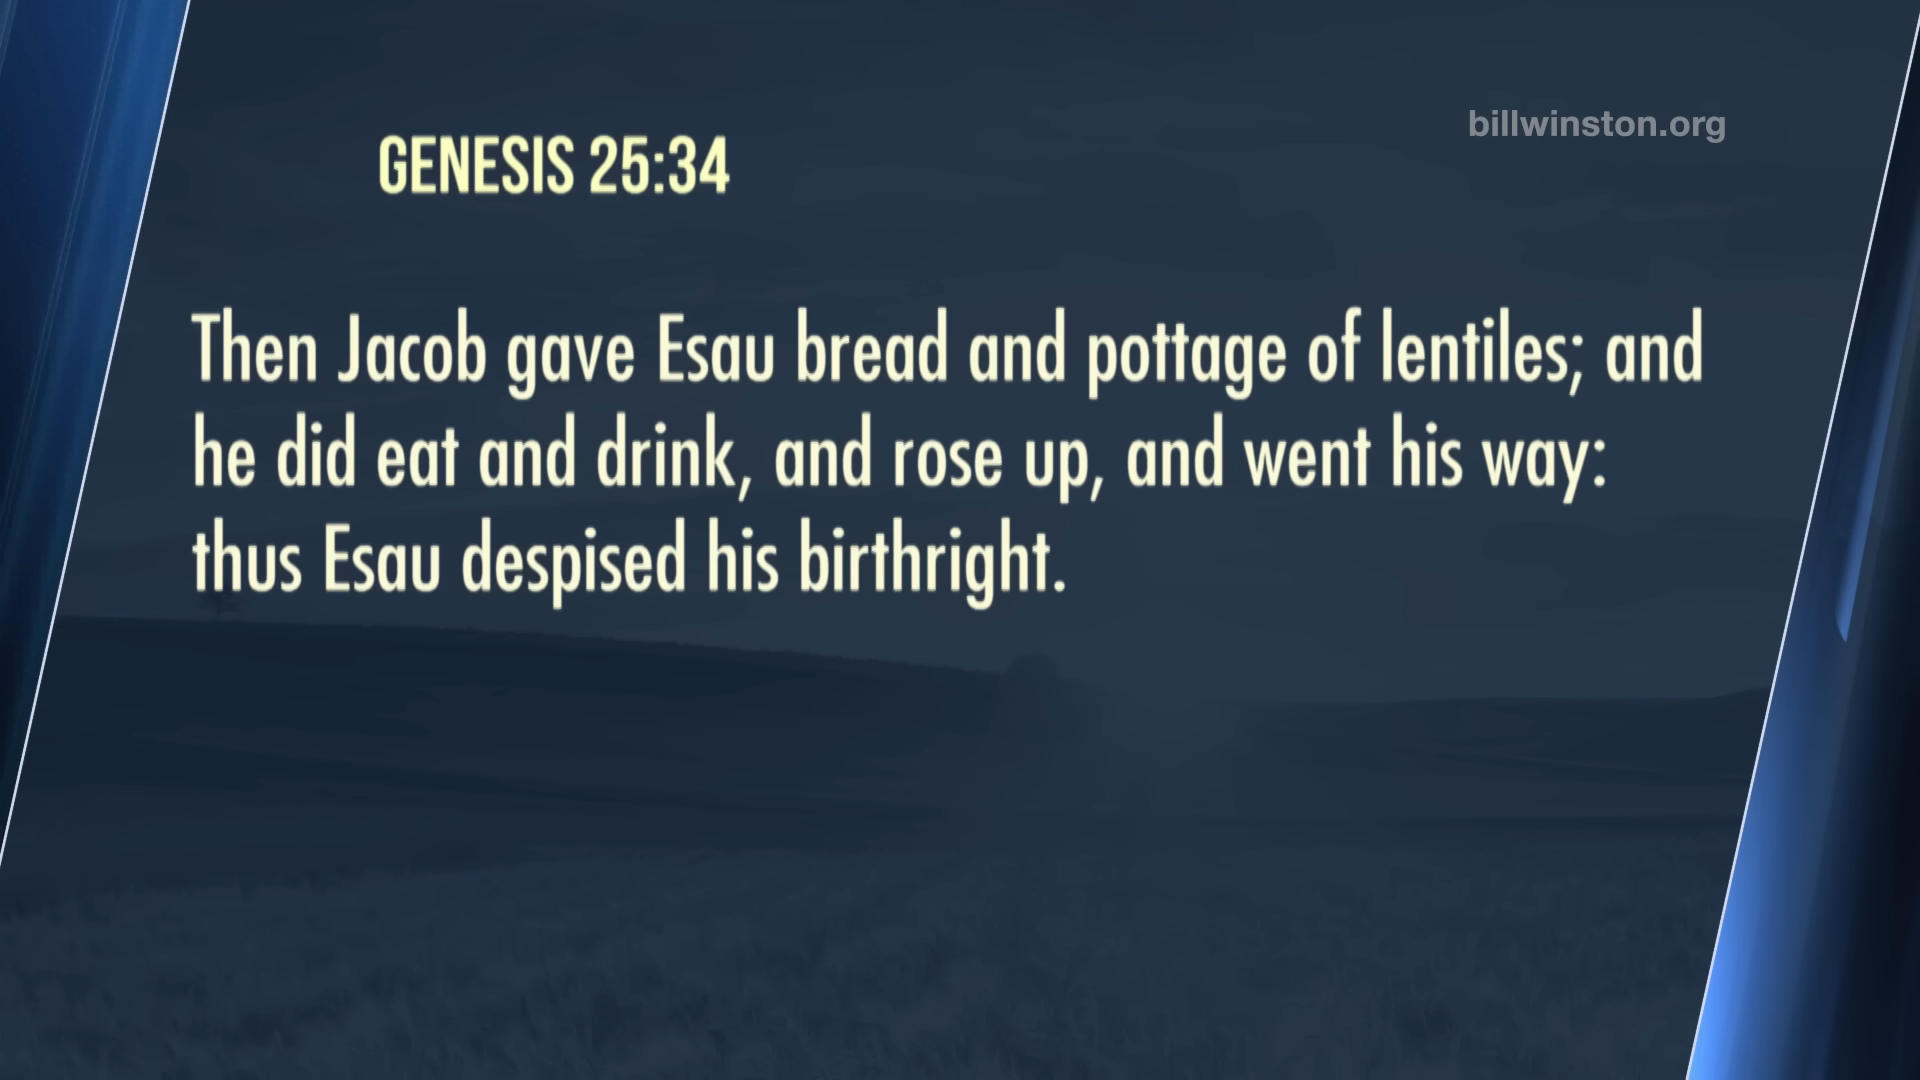 billwinston.org
GENESIS 25:34
Then Jacob gave Esau bread and pottage of lentiles; and
he did eat and drink, and rose up, and went his way:
thus Esau despised his birthright.